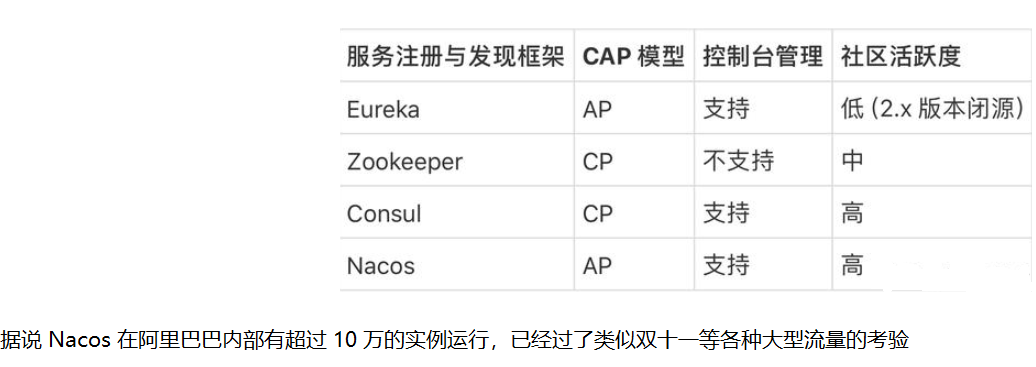 服务注册与发现框架 CAP 模型 控制台管理 社区活跃度
Eureka AP 支持 低 (2.x 版本闭源)
Zookeeper CP 不支持 中
Consul CP 支持 高
Nacos AP 支持 高
据说 Nacos 在阿里巴巴内部有超过 10 万的实例运行，已经过了类似双十一等各种大型流量的考验